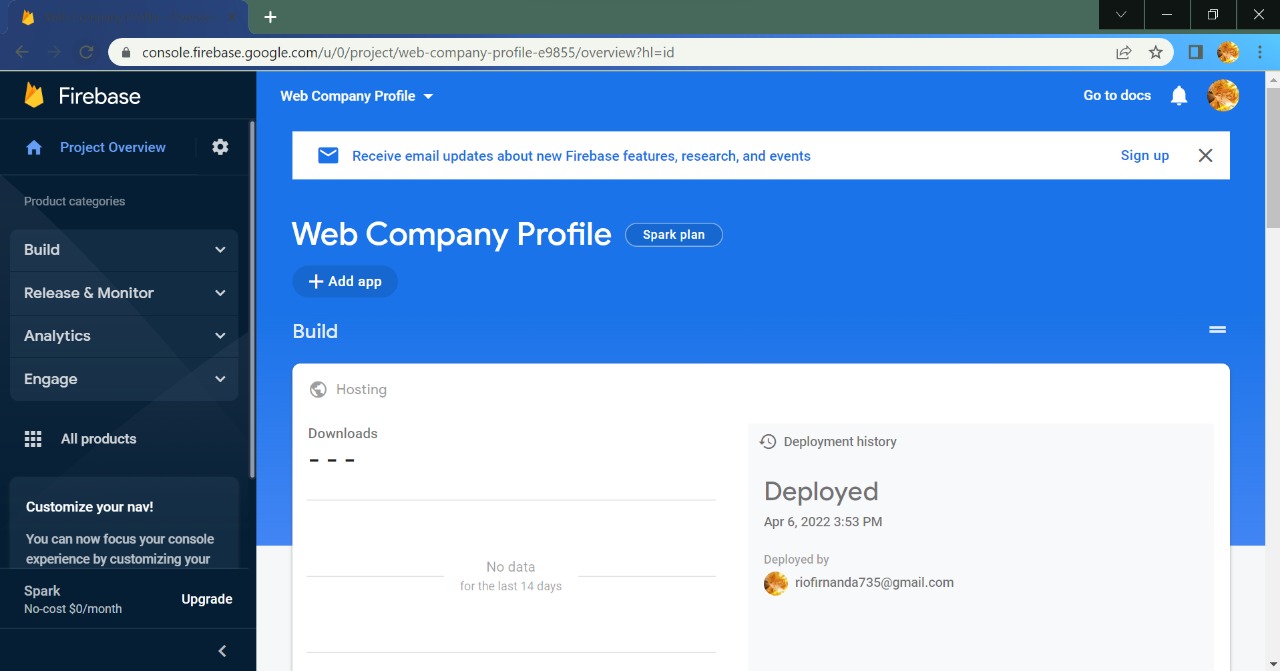 console.firebase.google.com/u/0/project/web-company-profile-e9855/overview?hl=id
Firebase
Project Overview
Product categories
Build
Release & Monitor
Analytics
Engage
All products
Customize your nav!
You can now focus your console
experience by customizing your
Spark
No-cost $0/month
Upgrade
Web Company Profile
Go to docs
Receive email updates about new Firebase features, research, and events
Sign up
Web Company Profile
Spark plan
Add app
Build
Hosting
Downloads
- - -
No data
for the last 14 days
Deployment history
Deployed
Apr 6, 2022 3:53 PM
Deployed by
riofirnanda735@gmail.com